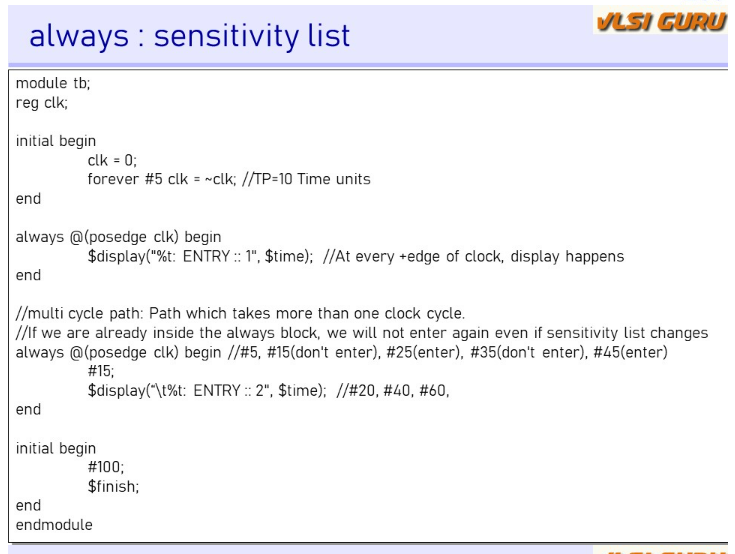 always : sensitivity list
VLSI GURU
module tb;
reg clk;
initial begin
clk = 0;
forever #5 clk = ~clk; //TP=10 Time units
end
always @(posedge clk) begin
$display("%t: ENTRY :: 1", $time); //At every +edge of clock, display happens
end
//multi cycle path: Path which takes more than one clock cycle.
//If we are already inside the always block, we will not enter again even if sensitivity list changes
always @(posedge clk) begin //#5, #15(don't enter), #25(enter), #35(don't enter), #45(enter)
#15;
$display("\t%t: ENTRY :: 2", $time); //#20, #40, #60,
end
initial begin
#100;
$finish;
end
endmodule